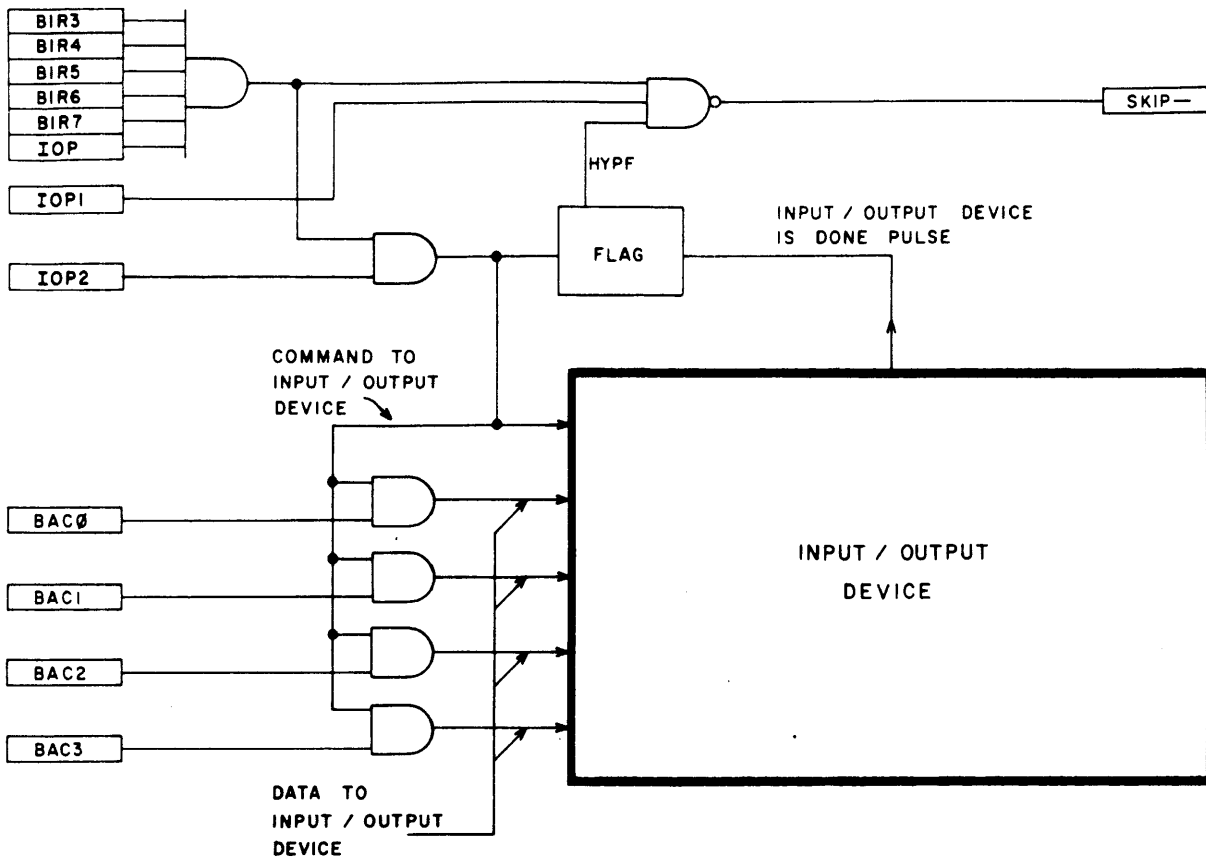 BIR3
BIR4
BIR5
BIR6
BIR7
IOP
SKIP—
HYPF
IOP1
INPUT / OUTPUT DEVICE
IS DONE PULSE
FLAG
IOP2
COMMAND TO
INPUT / OUTPUT
DEVICE
BACØ
INPUT / OUTPUT
DEVICE
BAC1
BAC2
BAC3
DATA TO
INPUT / OUTPUT
DEVICE